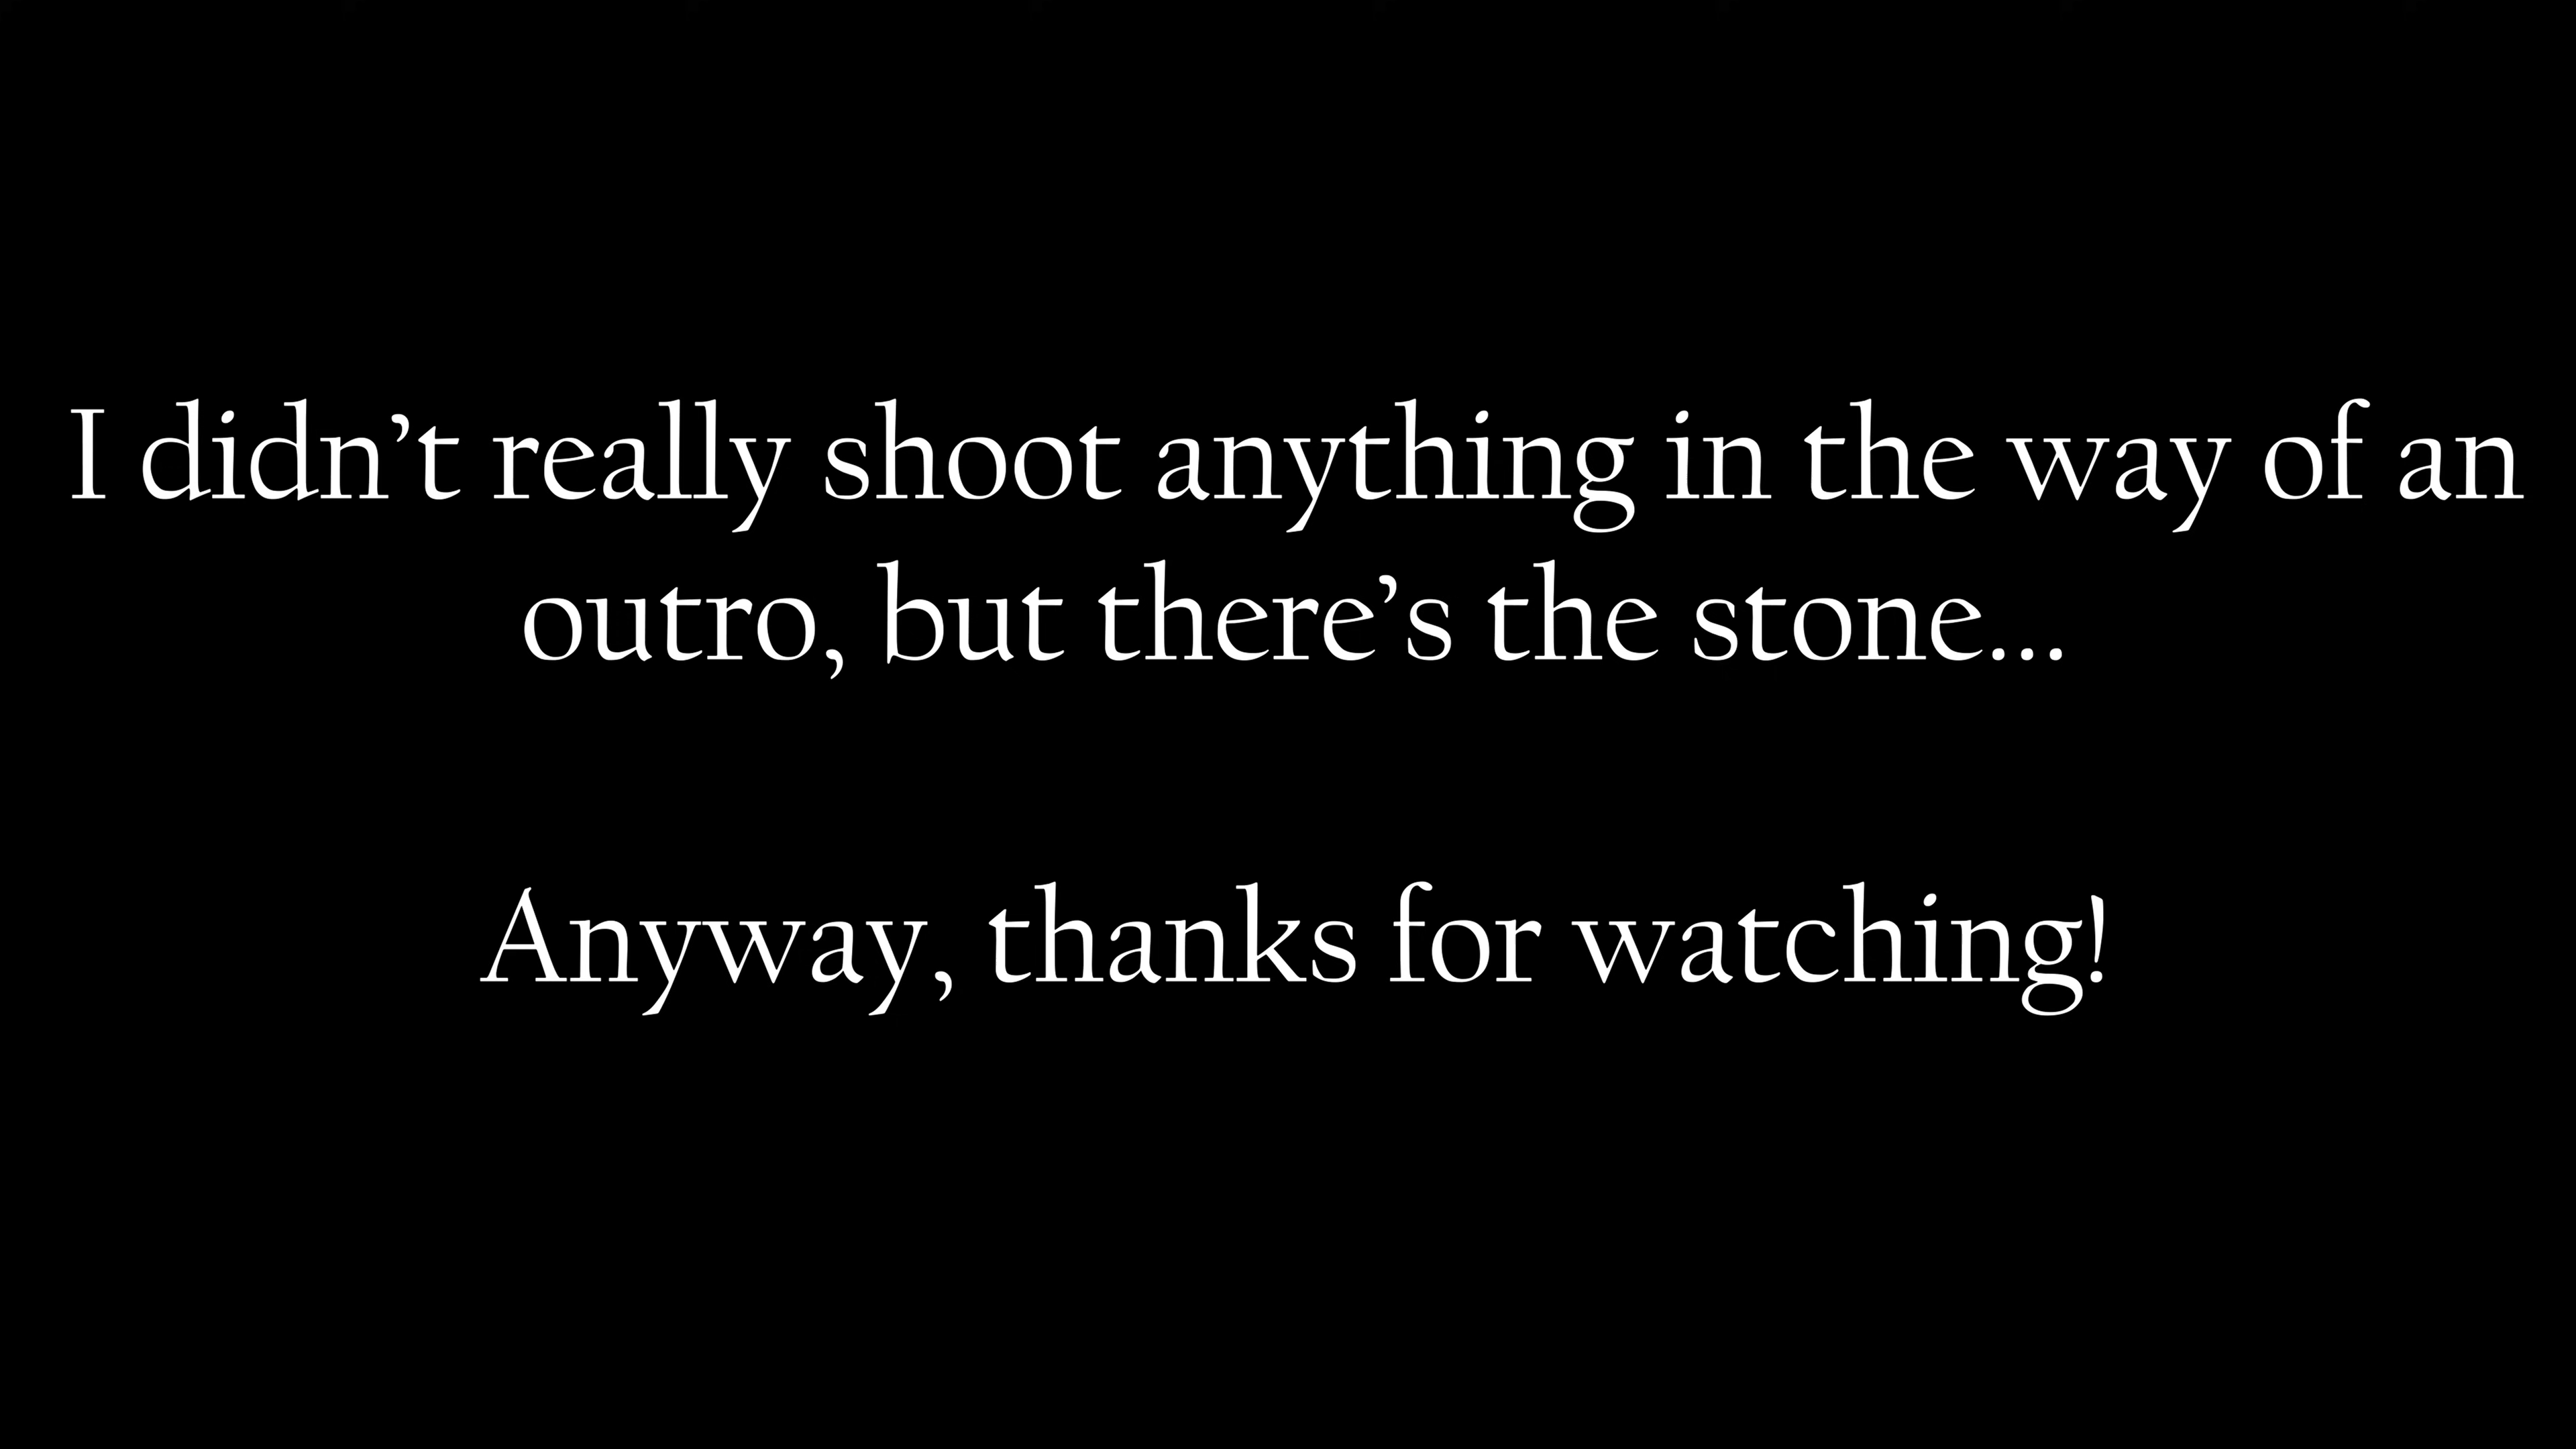 I didn’t really shoot anything in the way of an
outro, but there’s the stone...
Anyway, thanks for watching!